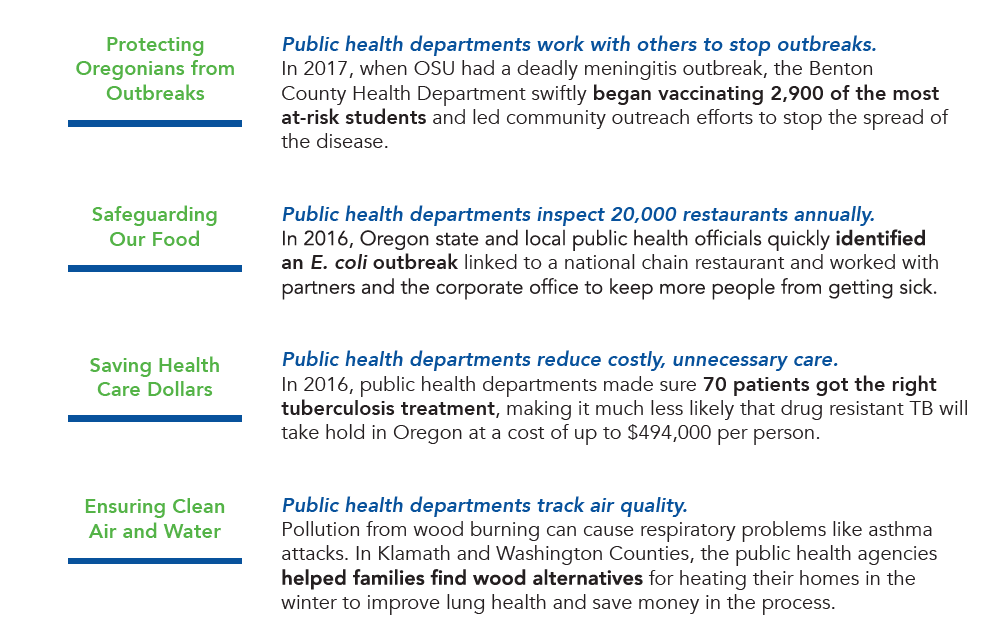 Protecting
Oregonians from
Outbreaks
Public health departments work with others to stop outbreaks.
In 2017, when OSU had a deadly meningitis outbreak, the Benton
County Health Department swiftly began vaccinating 2,900 of the most
at-risk students and led community outreach efforts to stop the spread of
the disease.
Safeguarding
Our Food
Public health departments inspect 20,000 restaurants annually.
In 2016, Oregon state and local public health officials quickly identified
an E. coli outbreak linked to a national chain restaurant and worked with
partners and the corporate office to keep more people from getting sick.
Saving Health
Care Dollars
Public health departments reduce costly, unnecessary care.
In 2016, public health departments made sure 70 patients got the right
tuberculosis treatment, making it much less likely that drug resistant TB will
take hold in Oregon at a cost of up to $494,000 per person.
Ensuring Clean
Air and Water
Public health departments track air quality.
Pollution from wood burning can cause respiratory problems like asthma
attacks. In Klamath and Washington Counties, the public health agencies
helped families find wood alternatives for heating their homes in the
winter to improve lung health and save money in the process.